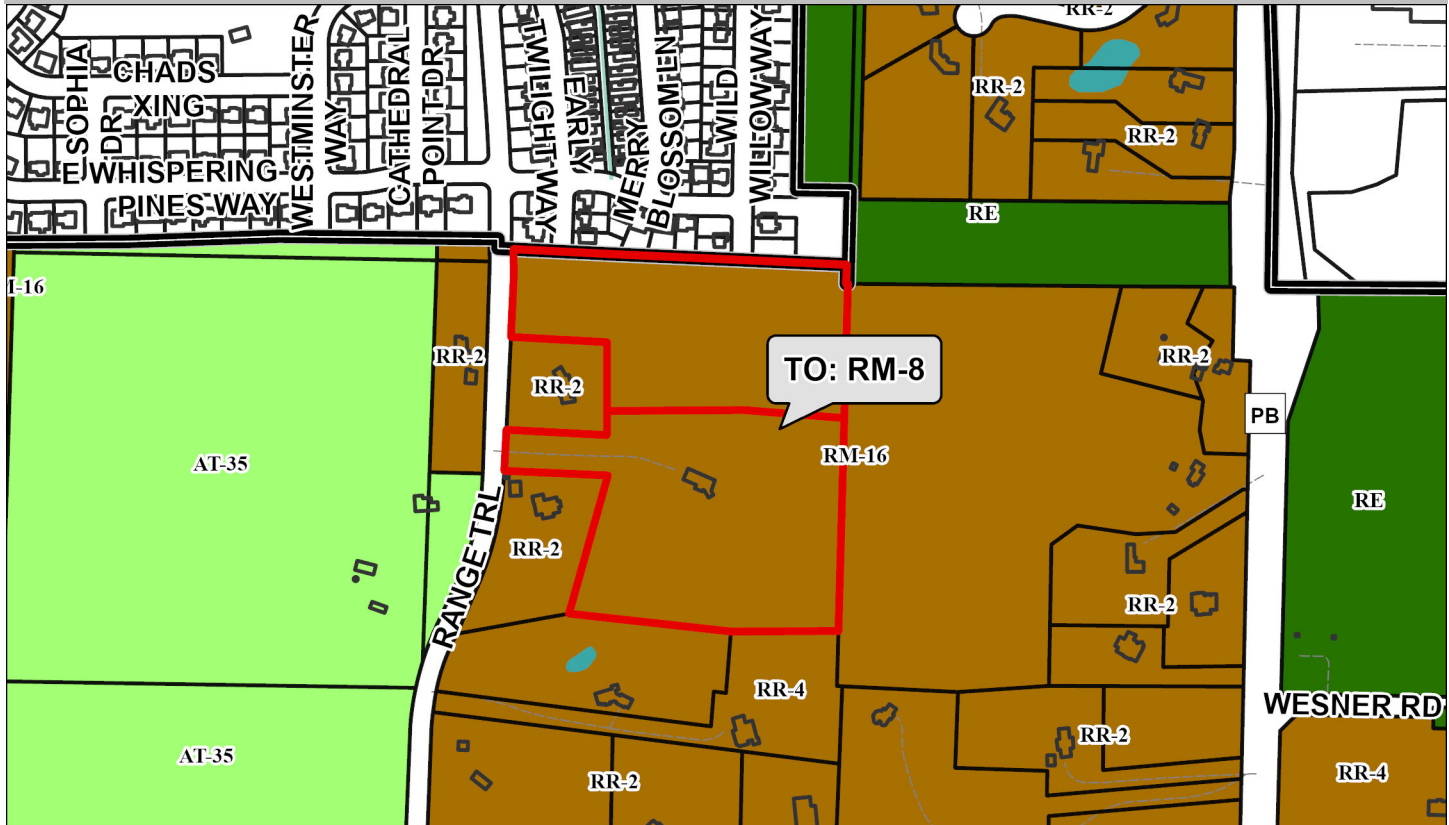 RR-2
CHADS
XING
E SOPHIA
DR
WHISPERING
PINES WAY
WESTMINSTER
WAY
CATHEDRAL
POINT DR
TWILIGHT WAY
EARLY
MERRY
BLOSSOM LN
WILD
WILLOW WAY
RR-2
RR-2
RE
M-16
RR-2
RR-2
TO: RM-8
RR-2
PB
AT-35
RM-16
RE
RANGE TRL
RR-2
RR-2
RR-4
WESNER RD
AT-35
RR-2
RR-2
RR-4